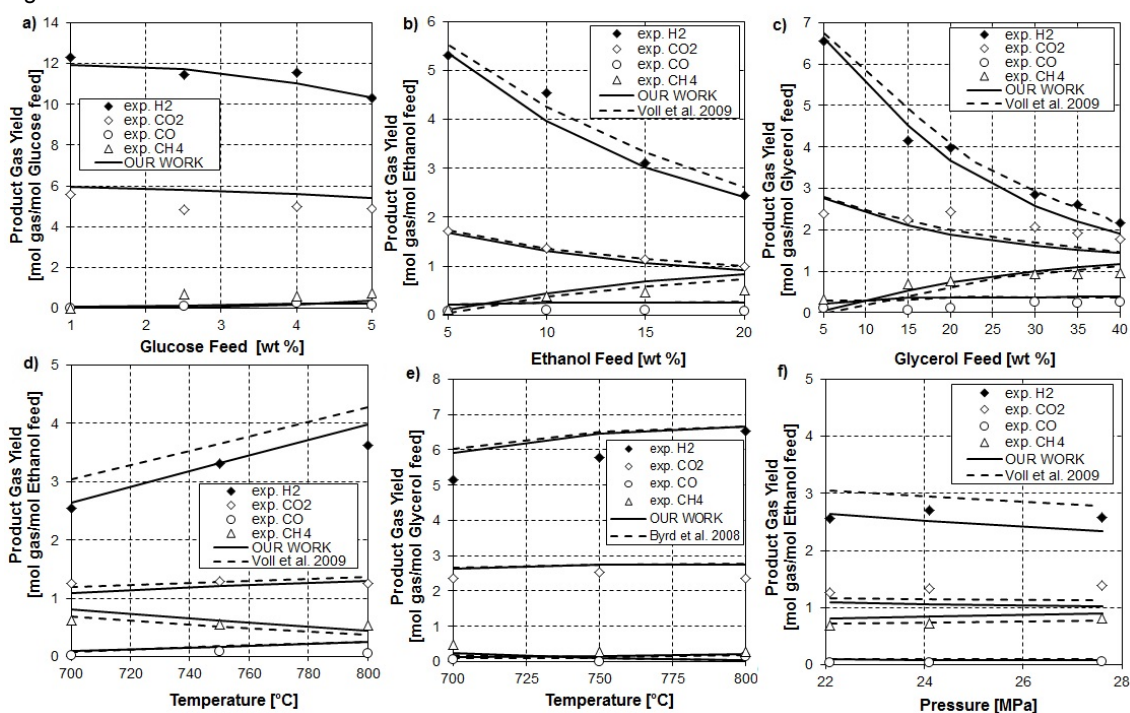 a)
14
12
10
8
6
4
2
0
1
2
3
4
5
exp. H2
exp. CO2
exp. CO
exp. CH4
OUR WORK
Product Gas Yield
[mol gas/mol Glucose feed]
Glucose Feed [wt %]
b)
6
5
4
3
2
1
0
5
10
15
20
exp. H2
exp. CO2
exp. CO
exp. CH4
OUR WORK
Voll et al. 2009
Product Gas Yield
[mol gas/mol Ethanol feed]
Ethanol Feed [wt %]
c)
7
6
5
4
3
2
1
0
5
10
15
20
25
30
35
40
exp. H2
exp. CO2
exp. CO
exp. CH4
OUR WORK
Voll et al. 2009
Product Gas Yield
[mol gas/mol Glycerol feed]
Glycerol Feed [wt %]
d)
5
4
3
2
1
0
700
720
740
760
780
800
exp. H2
exp. CO2
exp. CO
exp. CH4
OUR WORK
Voll et al. 2009
Product Gas Yield
[mol gas/mol Ethanol feed]
Temperature [°C]
e)
8
7
6
5
4
3
2
1
0
700
725
750
775
800
exp. H2
exp. CO2
exp. CO
exp. CH4
OUR WORK
Byrd et al. 2008
Product Gas Yield
[mol gas/mol Glycerol feed]
Temperature [°C]
f)
5
4
3
2
1
0
22
24
26
28
exp. H2
exp. CO2
exp. CO
exp. CH4
OUR WORK
Voll et al. 2009
Product Gas Yield
[mol gas/mol Ethanol feed]
Pressure [MPa]